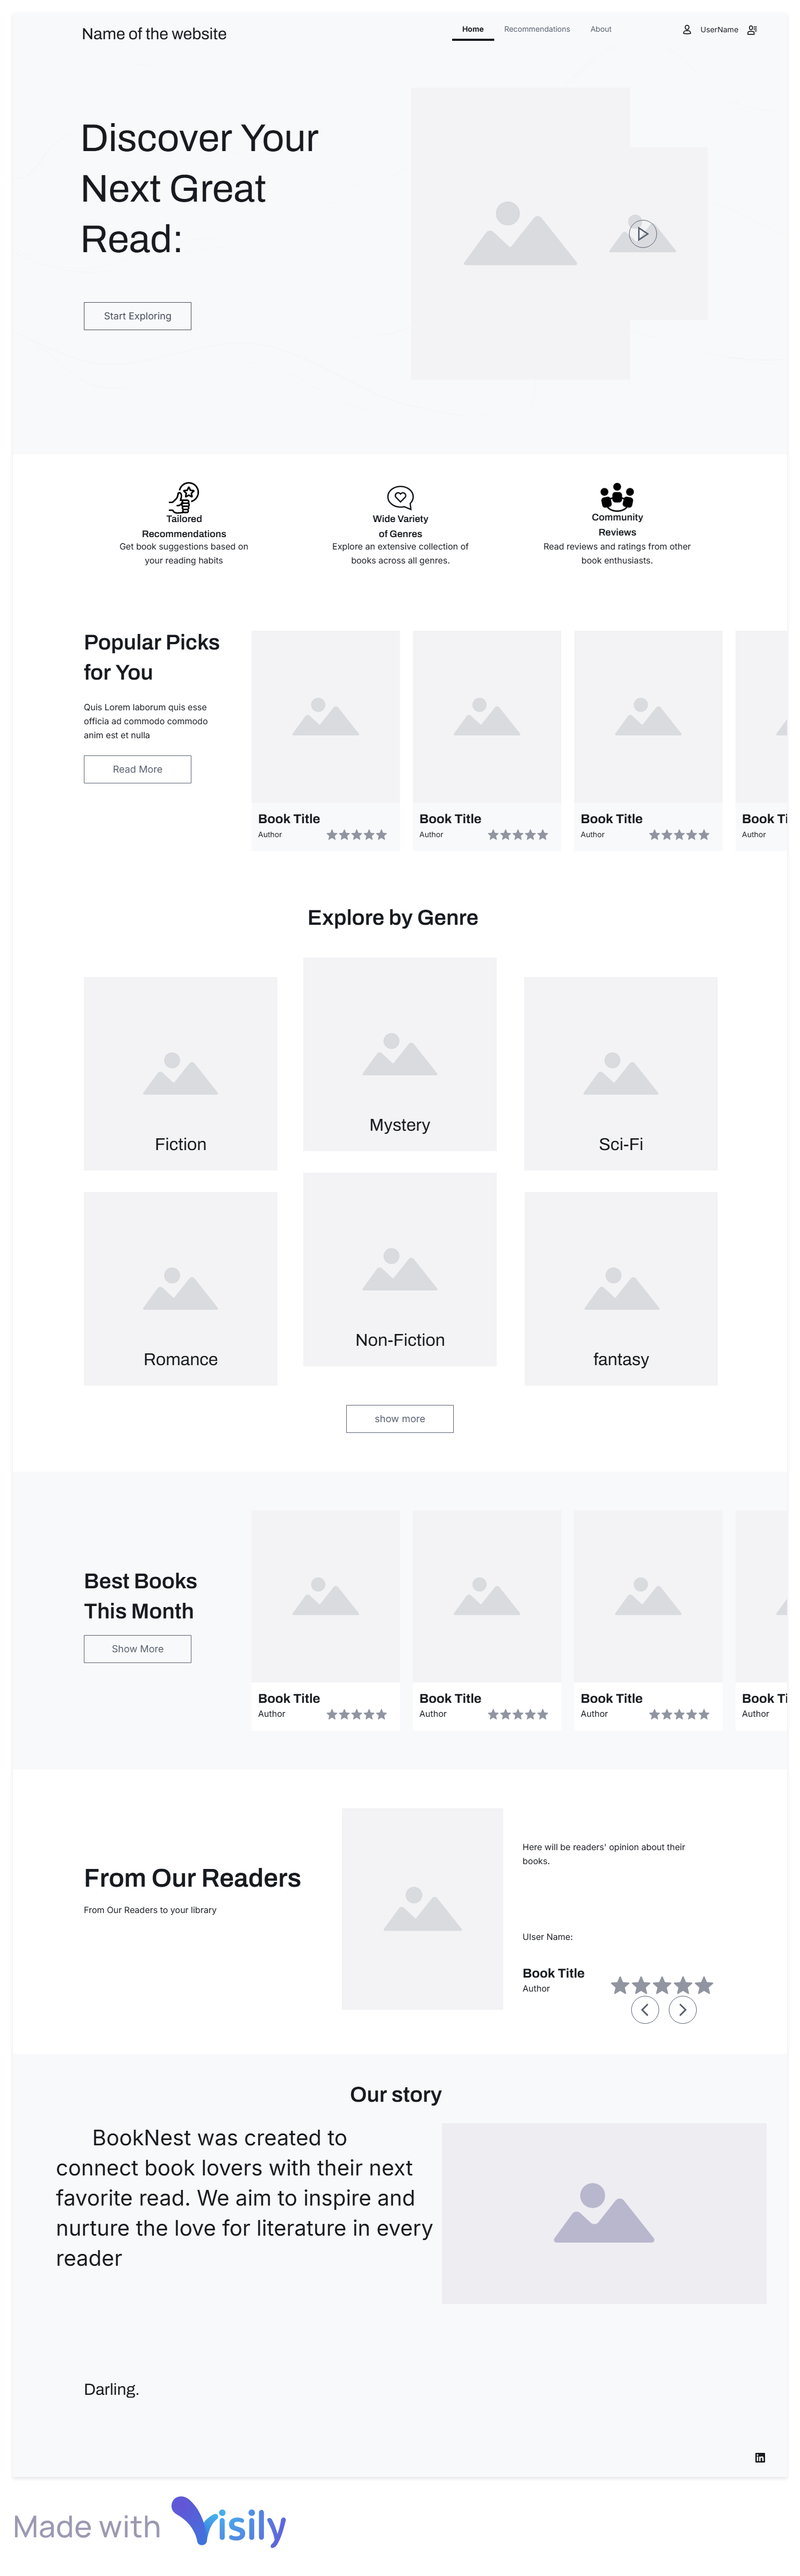 Name of the website
Home
Recommendations
About
UserName
Discover Your
Next Great
Read:
Start Exploring
Tailored
Recommendations
Get book suggestions based on
your reading habits
Wide Variety
of Genres
Explore an extensive collection of
books across all genres.
Community
Reviews
Read reviews and ratings from other
book enthusiasts.
Popular Picks
for You
Quis Lorem laborum quis esse
officia ad commodo commodo
anim est et nulla
Read More
Book Title
Author
Book Title
Author
Book Title
Author
Book Ti
Author
Explore by Genre
Fiction
Mystery
Sci-Fi
Romance
Non-Fiction
fantasy
show more
Best Books
This Month
Show More
Book Title
Author
Book Title
Author
Book Title
Author
Book Ti
Author
From Our Readers
From Our Readers to your library
Here will be readers' opinion about their
books.
Ulser Name:
Book Title
Author
Our story
BookNest was created to
connect book lovers with their next
favorite read. We aim to inspire and
nurture the love for literature in every
reader
Darling.
in
Made with Visily